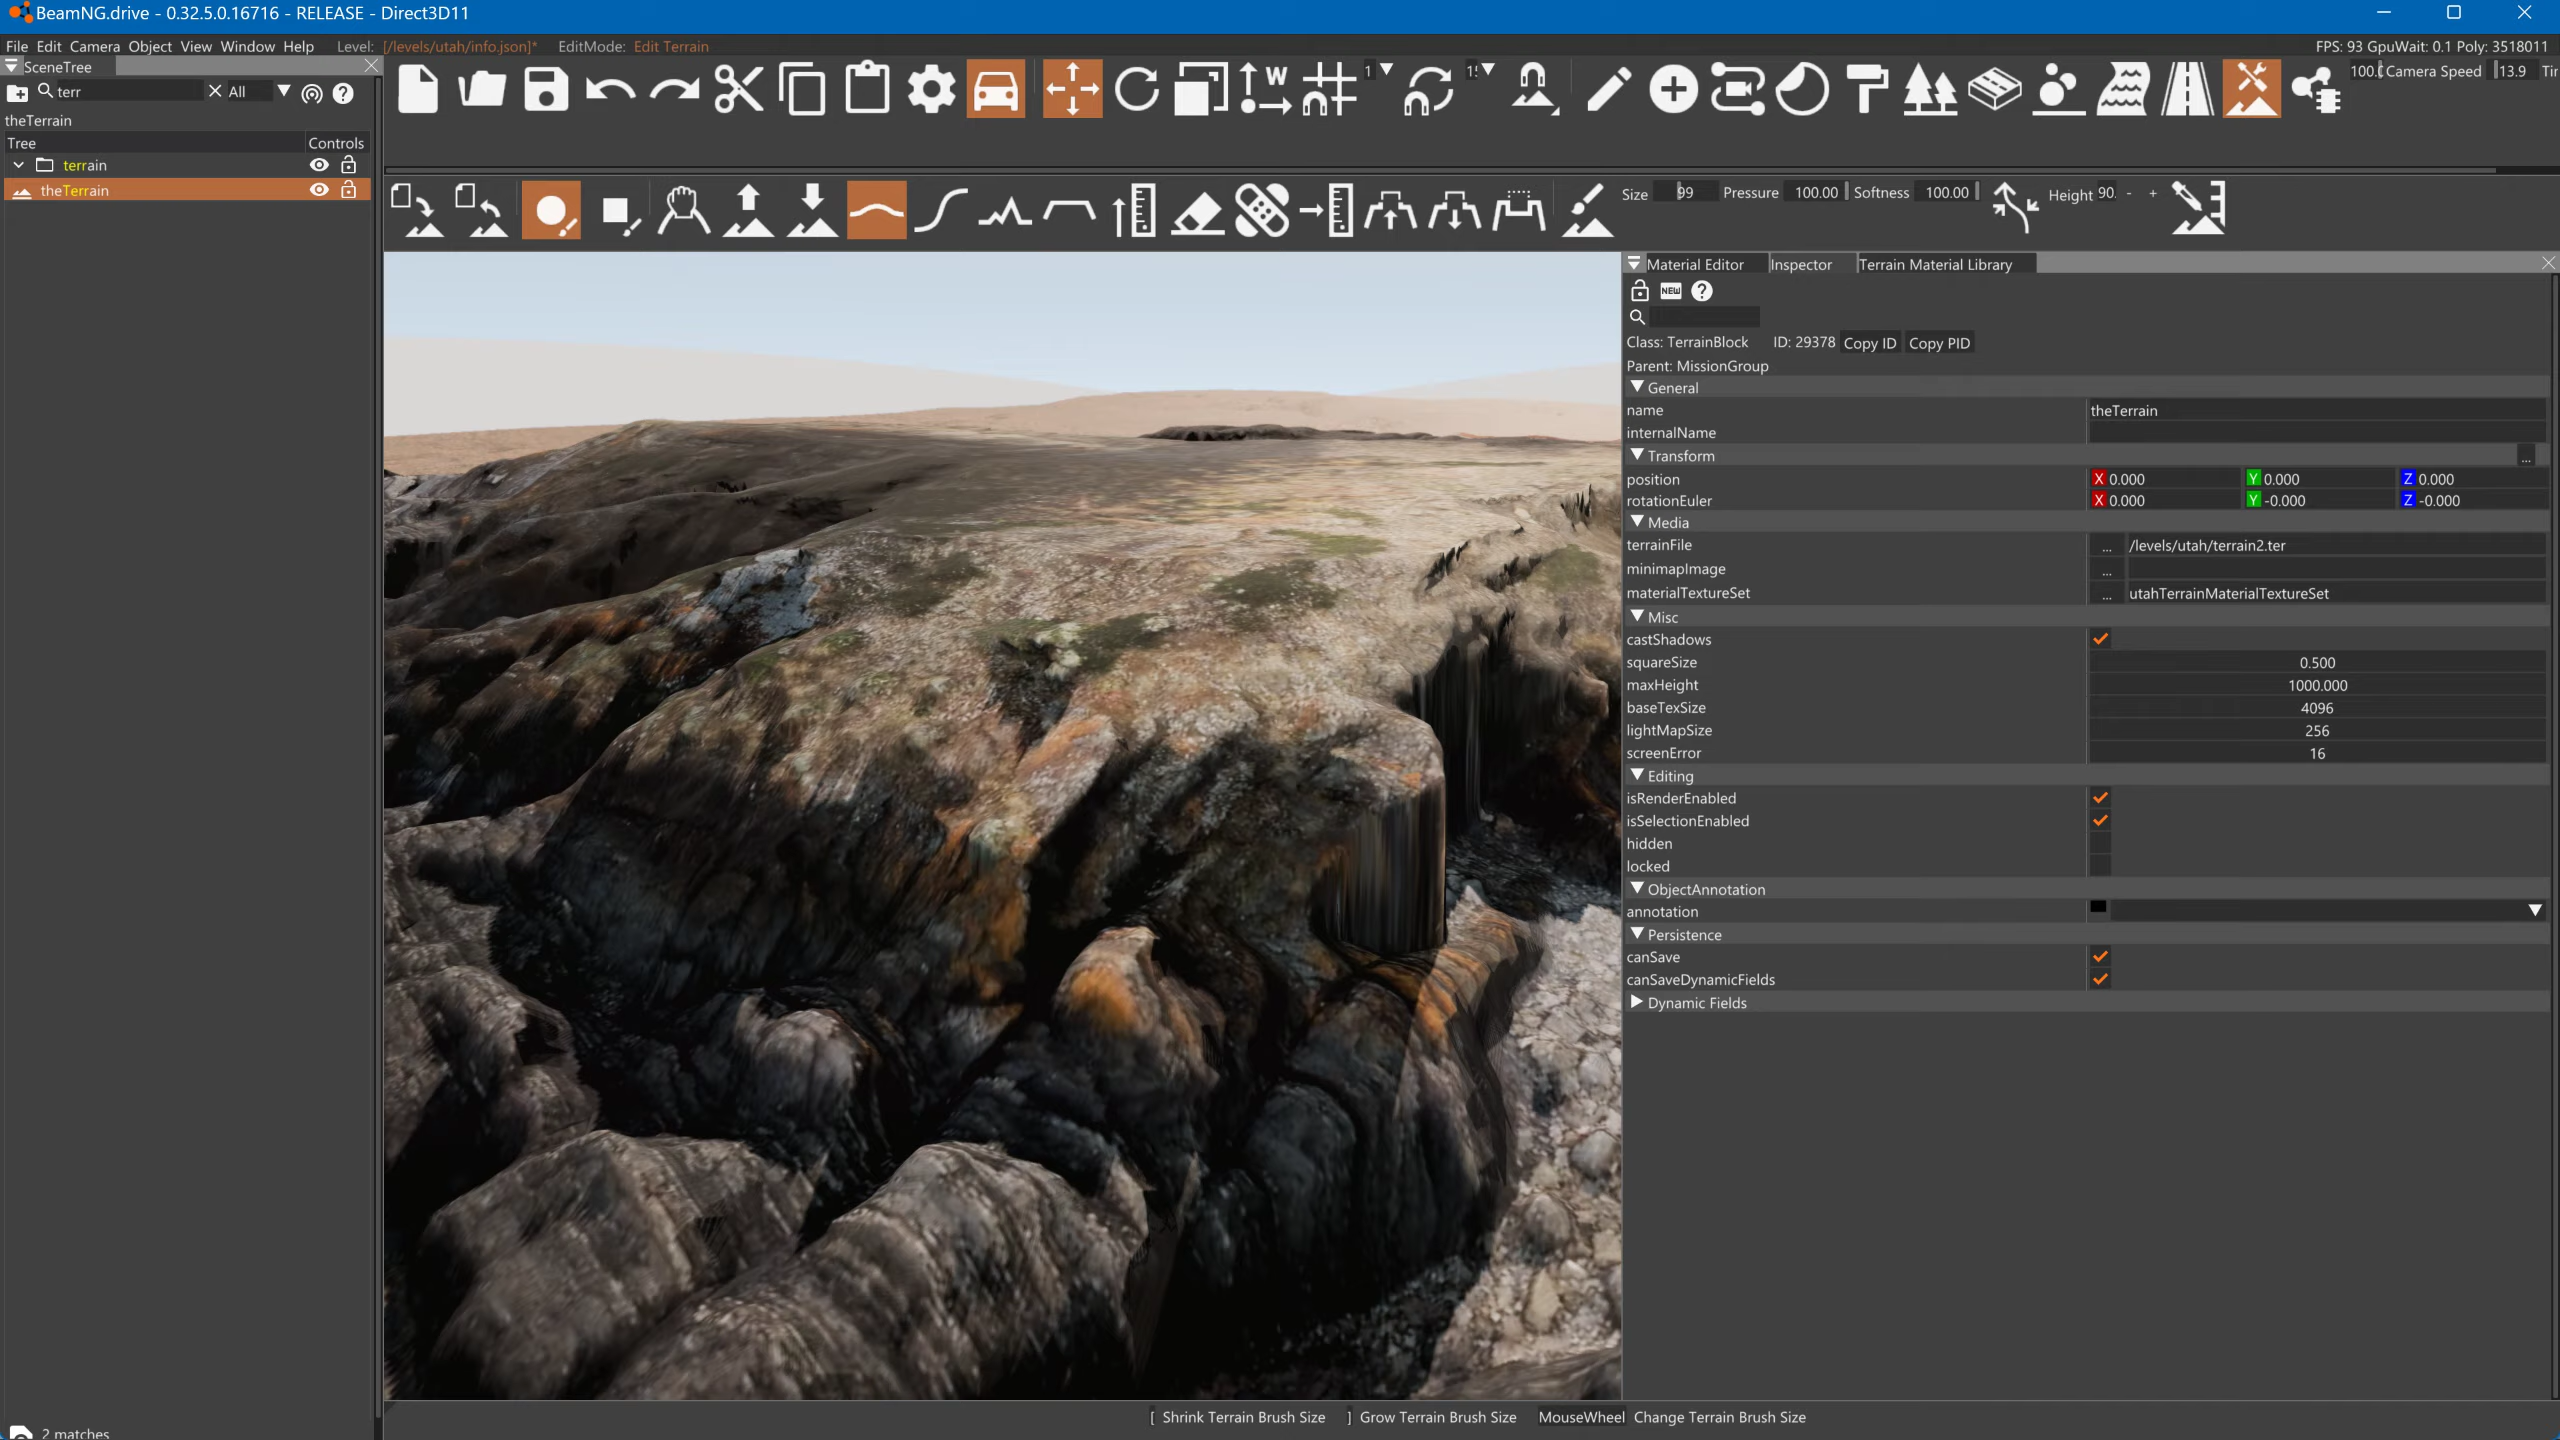 BeamNG.drive - 0.32.5.0.16716 - RELEASE - Direct3D11
File Edit Camera Object View Window Help Level: [/levels/utah/info.json]* EditMode: Edit Terrain FPS: 93 GpuWait: 0.1 Poly: 3518011
SceneTree
terr All
theTerrain
Tree Controls
terrain
theTerrain
W 1 100. Camera Speed 13.9 Tir
Size 99 Pressure 100.00 Softness 100.00 Height 90. - +
Material Editor Inspector Terrain Material Library
NEW ?
Class: TerrainBlock ID: 29378 Copy ID Copy PID
Parent: MissionGroup
General
name theTerrain
internalName
Transform ...
position X 0.000 Y 0.000 Z 0.000
rotationEuler X 0.000 Y -0.000 Z -0.000
Media
terrainFile ... /levels/utah/terrain2.ter
minimapImage ...
materialTextureSet ... utahTerrainMaterialTextureSet
Misc
castShadows
squareSize 0.500
maxHeight 1000.000
baseTexSize 4096
lightMapSize 256
screenError 16
Editing
isRenderEnabled
isSelectionEnabled
hidden
locked
ObjectAnnotation
annotation
Persistence
canSave
canSaveDynamicFields
Dynamic Fields
[ Shrink Terrain Brush Size ] Grow Terrain Brush Size MouseWheel Change Terrain Brush Size
2 matches